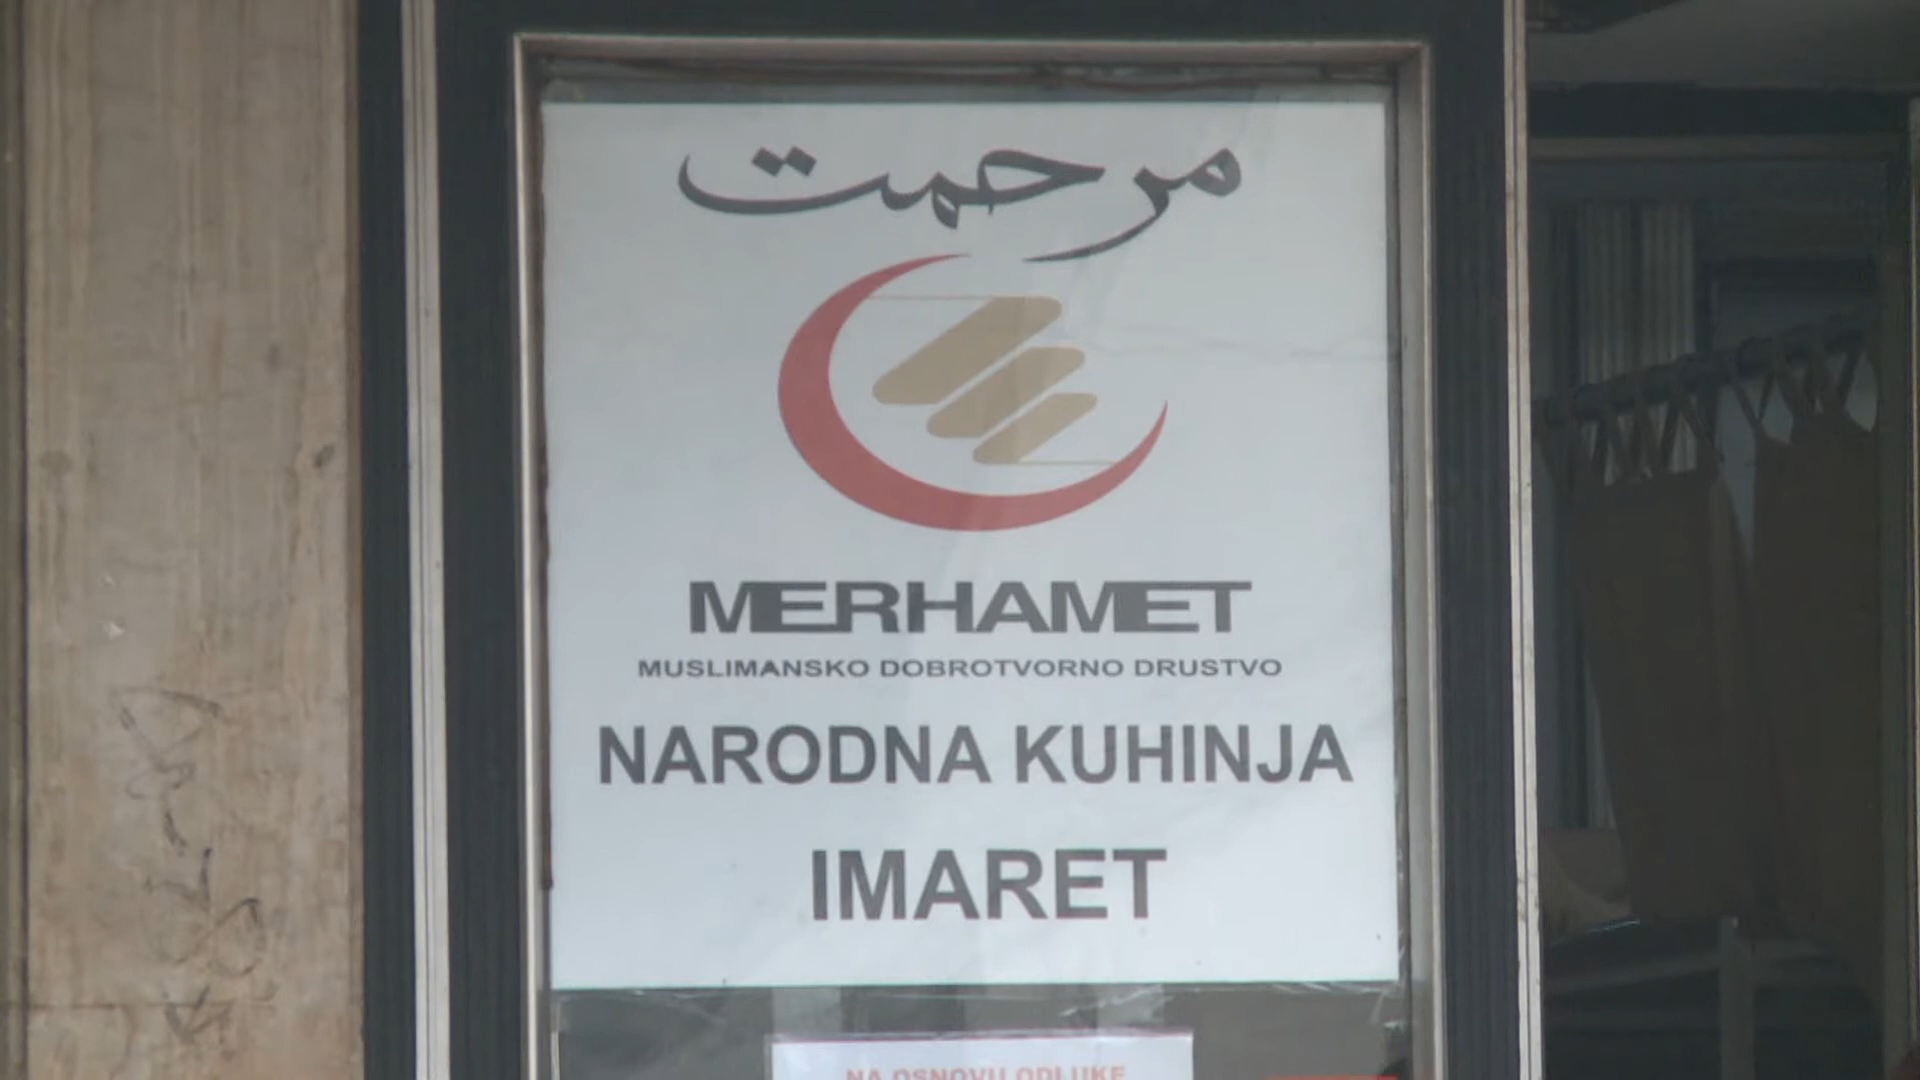 مرحمت
MERHAMET
MUSLIMANSKO DOBROTVORNO DRUSTVO
NARODNA KUHINJA
IMARET
NA OSNOVU ODLUKE